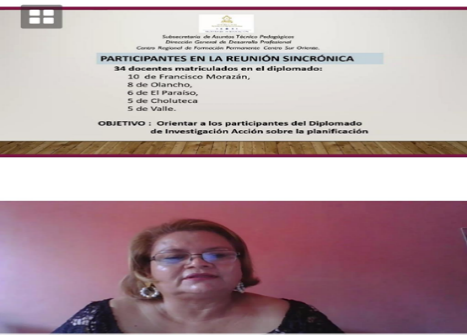 Subsecretaría de Asuntos Técnico Pedagógicos
Dirección General de Desarrollo Profesional
Centro Regional de Formación Permanente Centro Sur Oriente.
PARTICIPANTES EN LA REUNIÓN SINCRÓNICA
34 docentes matriculados en el diplomado:
10 de Francisco Morazán,
8 de Olancho,
6 de El Paraíso,
5 de Choluteca
5 de Valle.
OBJETIVO : Orientar a los participantes del Diplomado
de Investigación Acción sobre la planificación